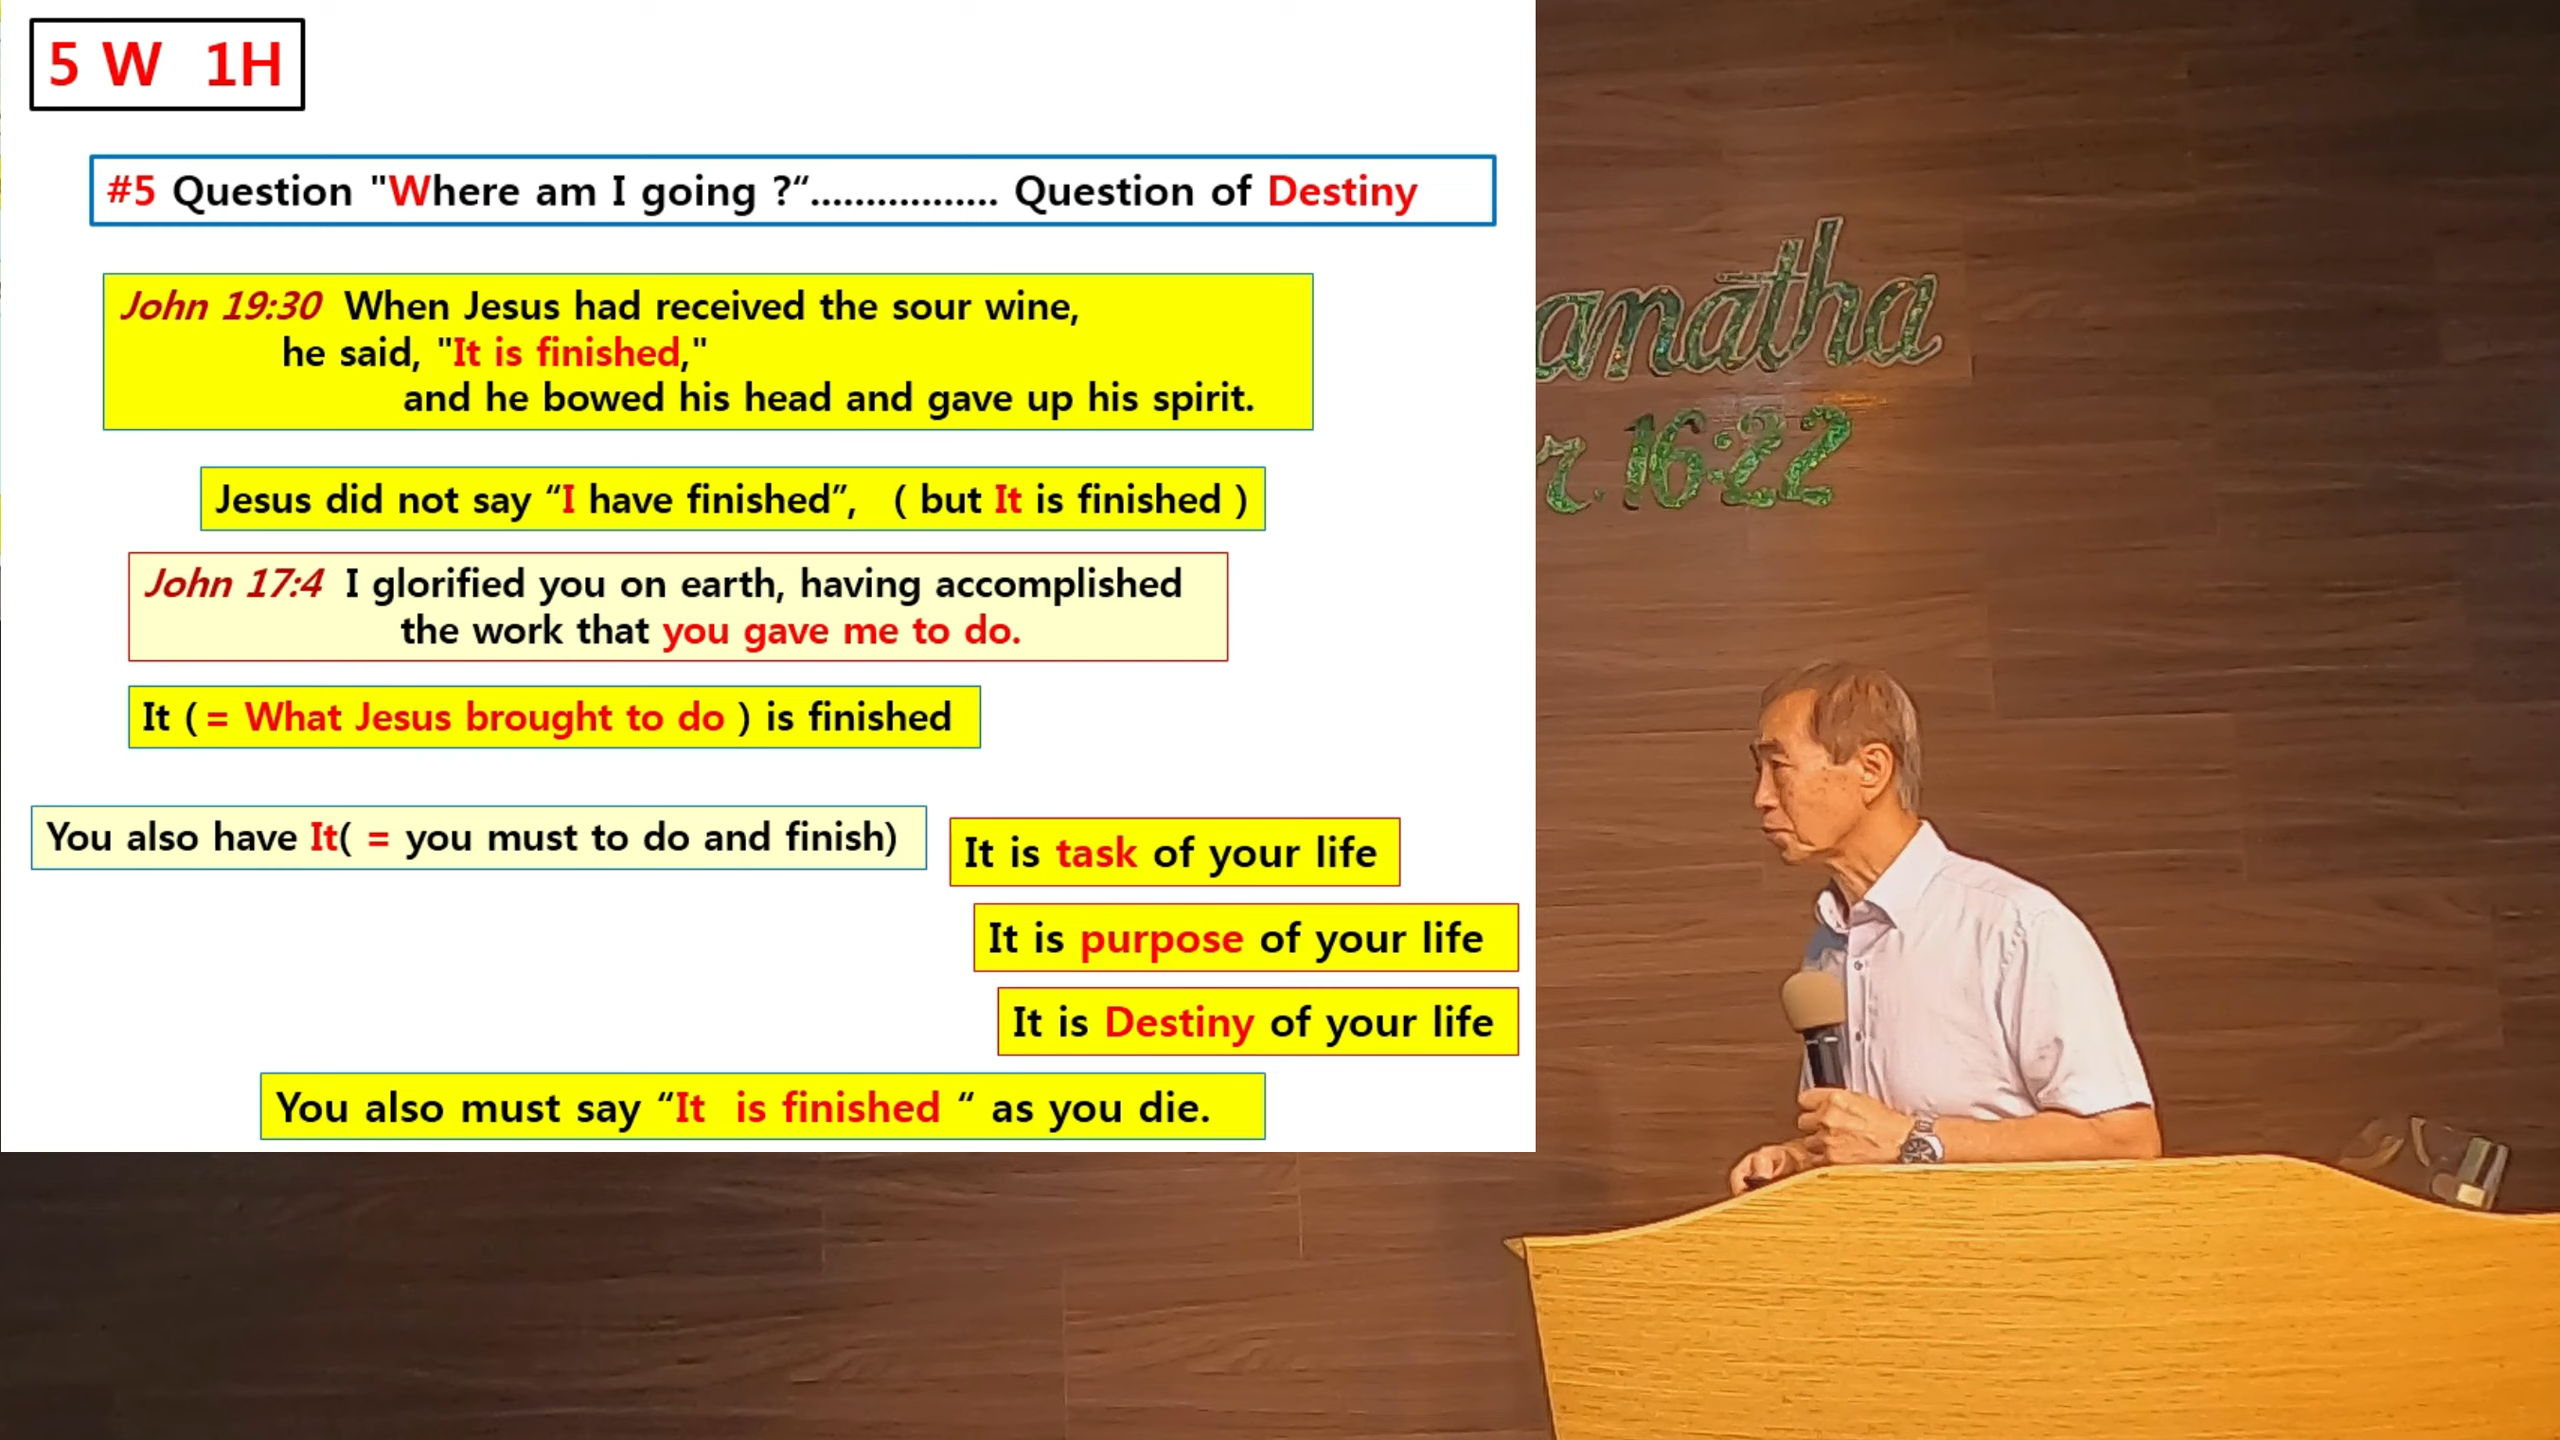 5 W 1H
#5 Question "Where am I going ?“................. Question of Destiny
John 19:30 When Jesus had received the sour wine,
he said, "It is finished,"
and he bowed his head and gave up his spirit.
Jesus did not say “I have finished”, ( but It is finished )
John 17:4 I glorified you on earth, having accomplished
the work that you gave me to do.
It ( = What Jesus brought to do ) is finished
You also have It( = you must to do and finish)
It is task of your life
It is purpose of your life
It is Destiny of your life
You also must say “It is finished “ as you die.
anatha
r. 16:22